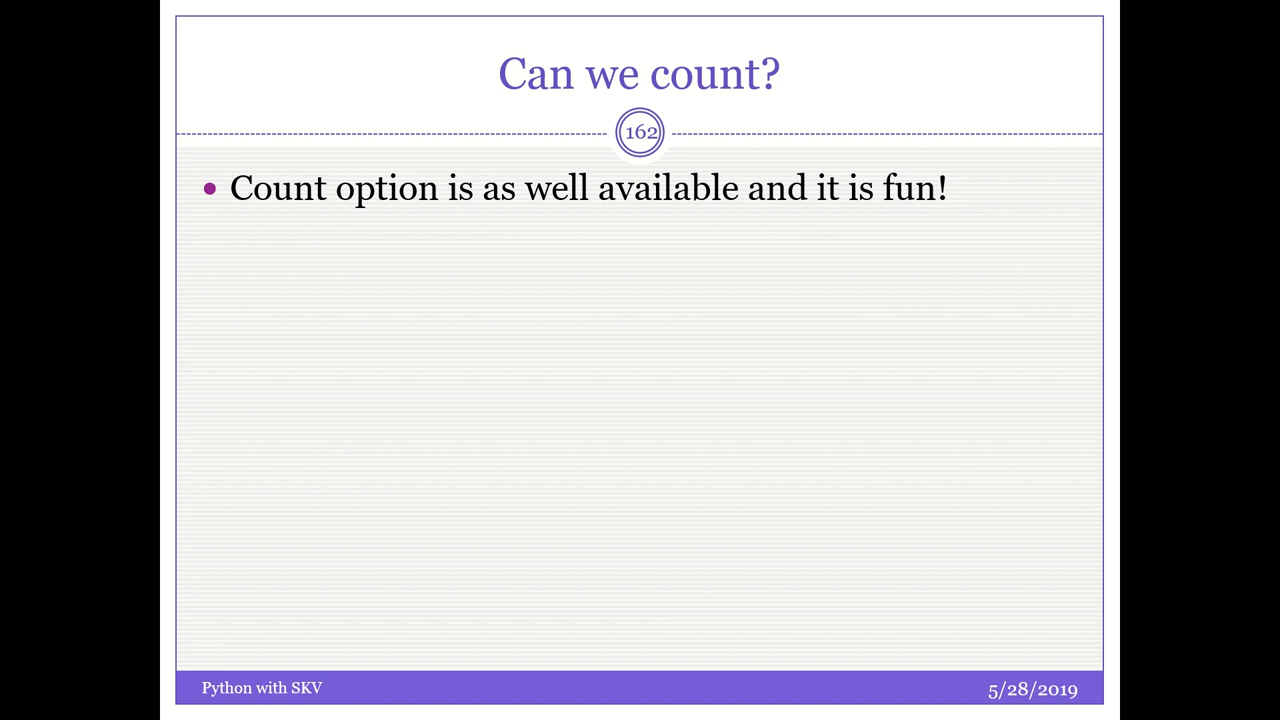 Can we count?
162
• Count option is as well available and it is fun!
Python with SKV
5/28/2019